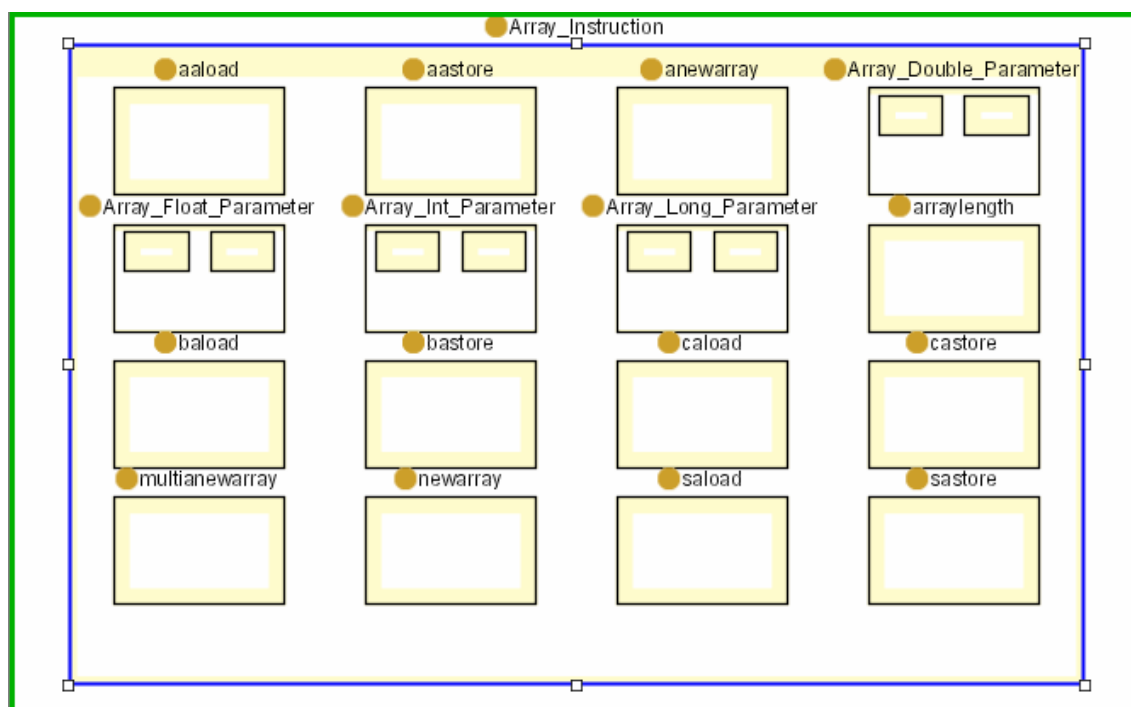 Array_Instruction
aaload aastore anewarray Array_Double_Parameter
Array_Float_Parameter Array_Int_Parameter Array_Long_Parameter arraylength
baload bastore caload castore
multianewarray newarray saload sastore